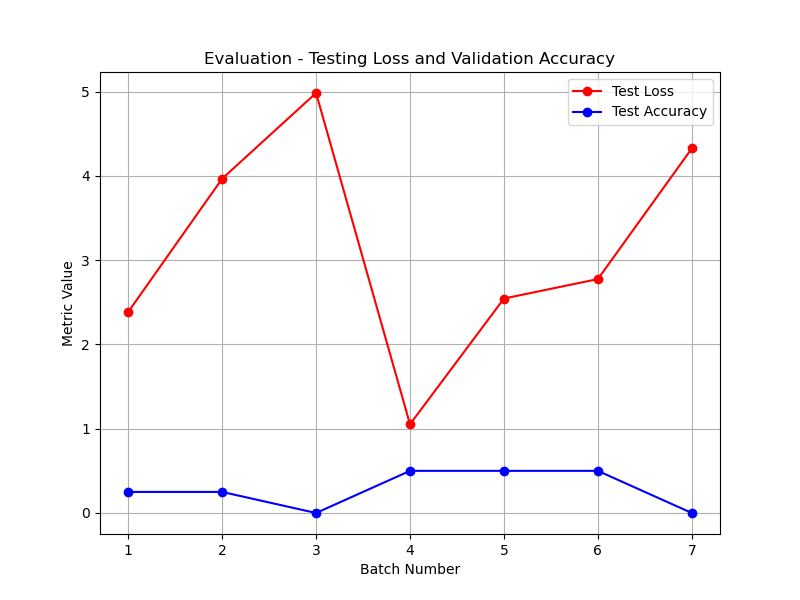 Evaluation - Testing Loss and Validation Accuracy
Test Loss
Test Accuracy
Metric Value
5
4
3
2
1
0
1 2 3 4 5 6 7
Batch Number